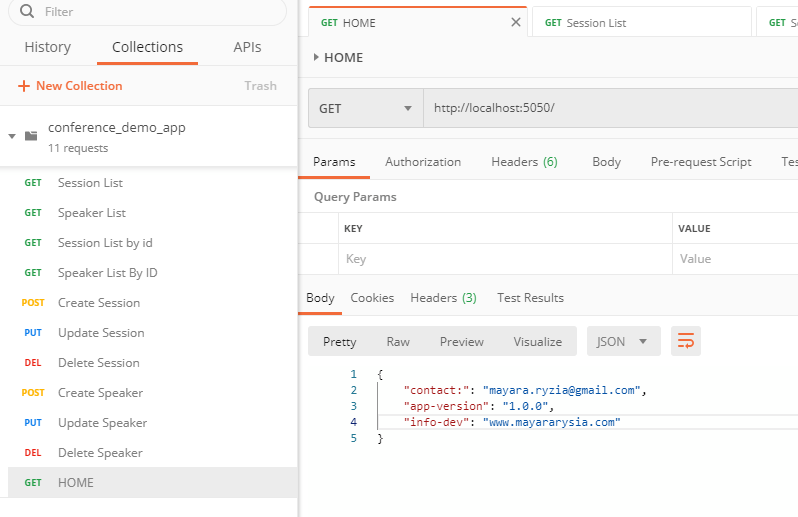 Filter
History Collections APIs
+ New Collection Trash
conference_demo_app
11 requests
GET Session List
GET Speaker List
GET Session List by id
GET Speaker List By ID
POST Create Session
PUT Update Session
DEL Delete Session
POST Create Speaker
PUT Update Speaker
DEL Delete Speaker
GET HOME
GET HOME GET Session List GET S
HOME
GET http://localhost:5050/
Params Authorization Headers (6) Body Pre-request Script Tes
Query Params
KEY VALUE
Key Value
Body Cookies Headers (3) Test Results
Pretty Raw Preview Visualize JSON
1 {
2 "contact:": "mayara.ryzia@gmail.com",
3 "app-version": "1.0.0",
4 "info-dev": "www.mayararysia.com"
5 }